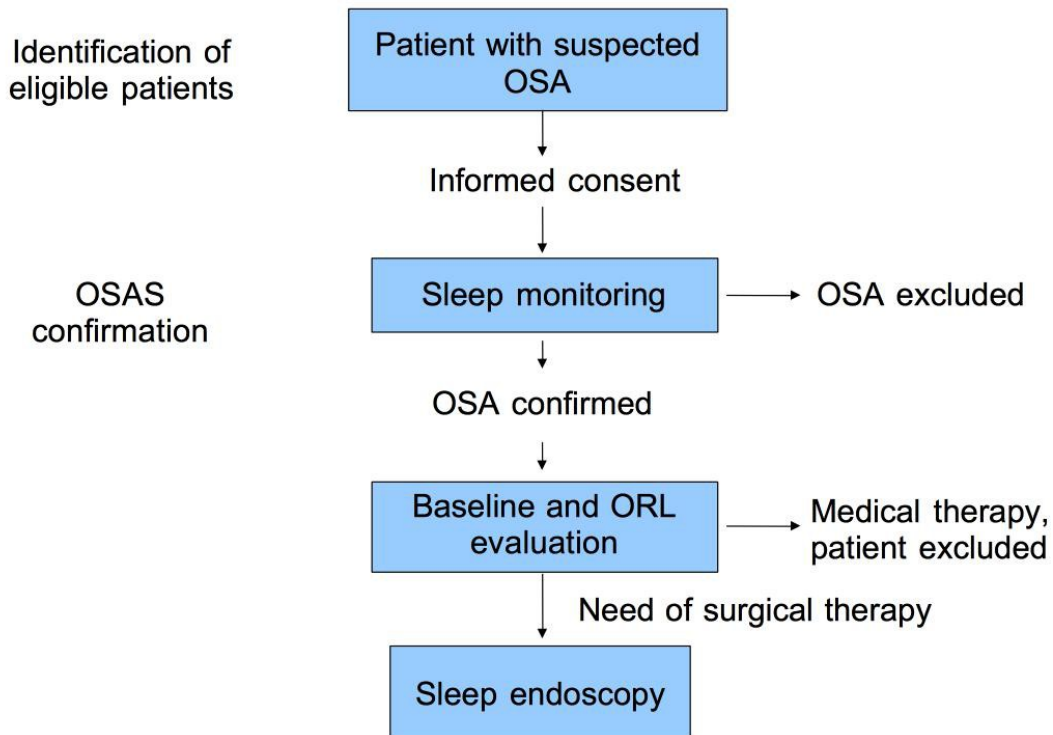 Identification of
eligible patients
Patient with suspected
OSA
Informed consent
OSAS
confirmation
Sleep monitoring
OSA excluded
OSA confirmed
Baseline and ORL
evaluation
Medical therapy,
patient excluded
Need of surgical therapy
Sleep endoscopy